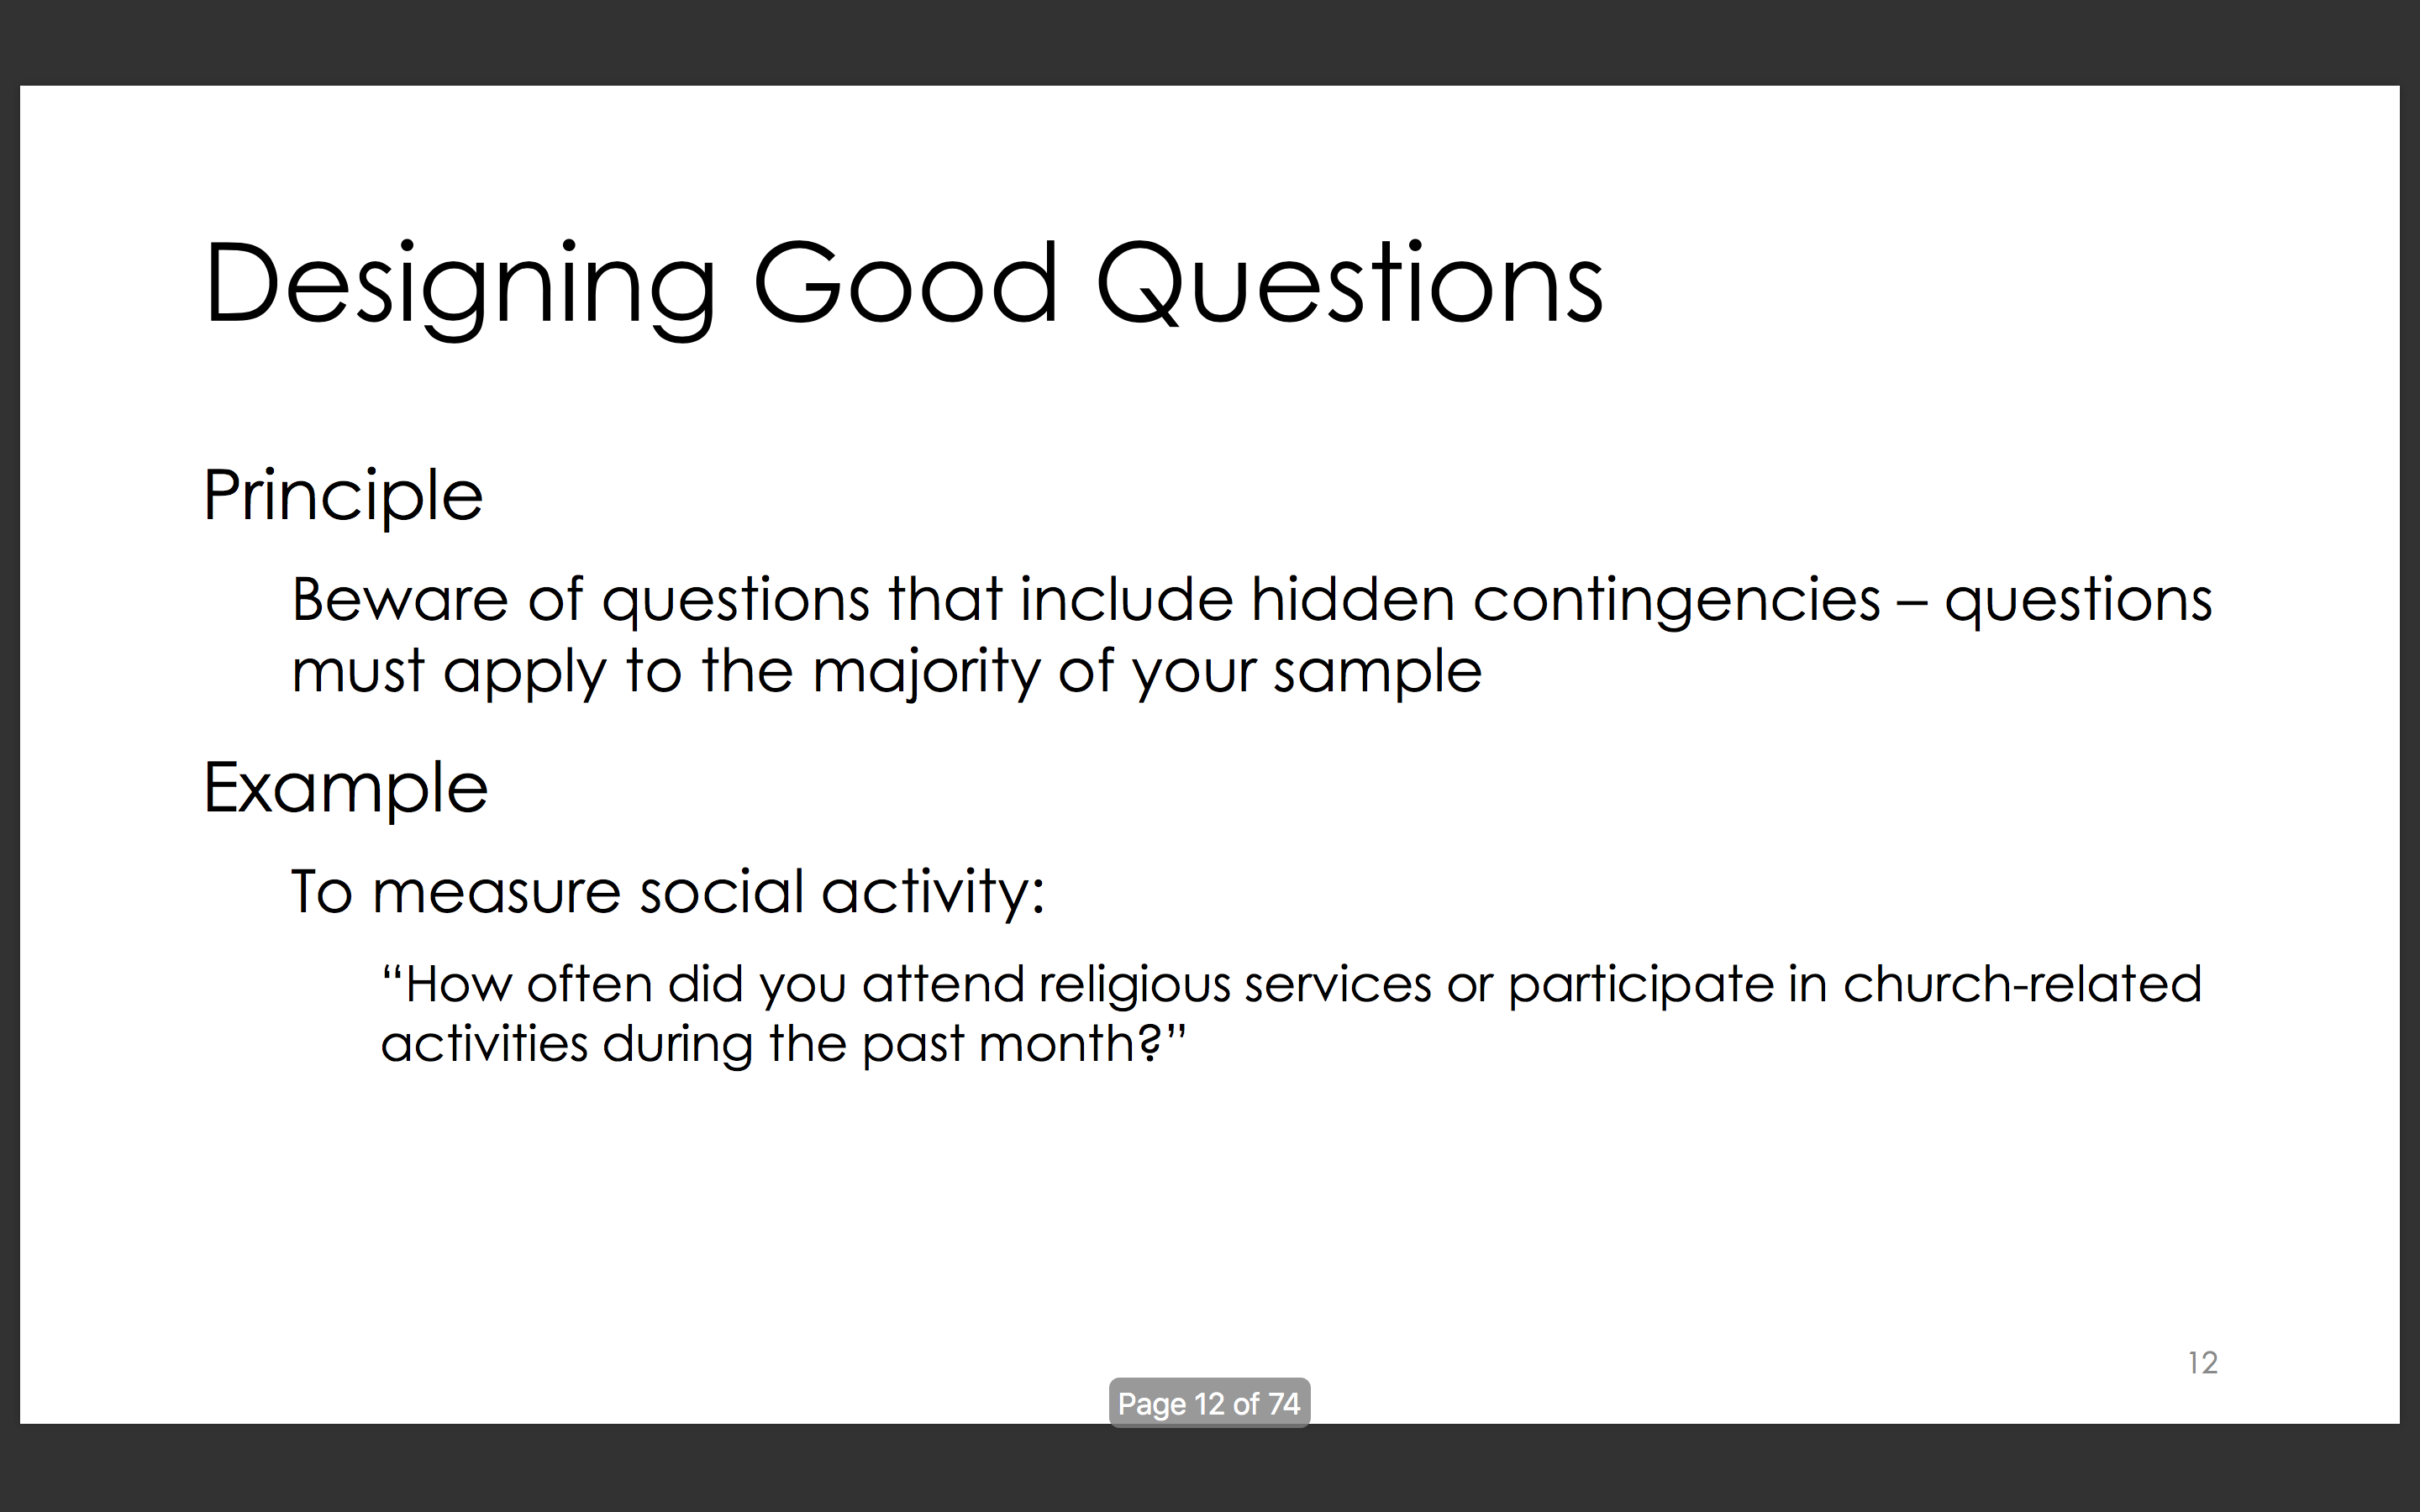 Designing Good Questions
Principle
Beware of questions that include hidden contingencies – questions
must apply to the majority of your sample
Example
To measure social activity:
“How often did you attend religious services or participate in church-related
activities during the past month?”
12
Page 12 of 74